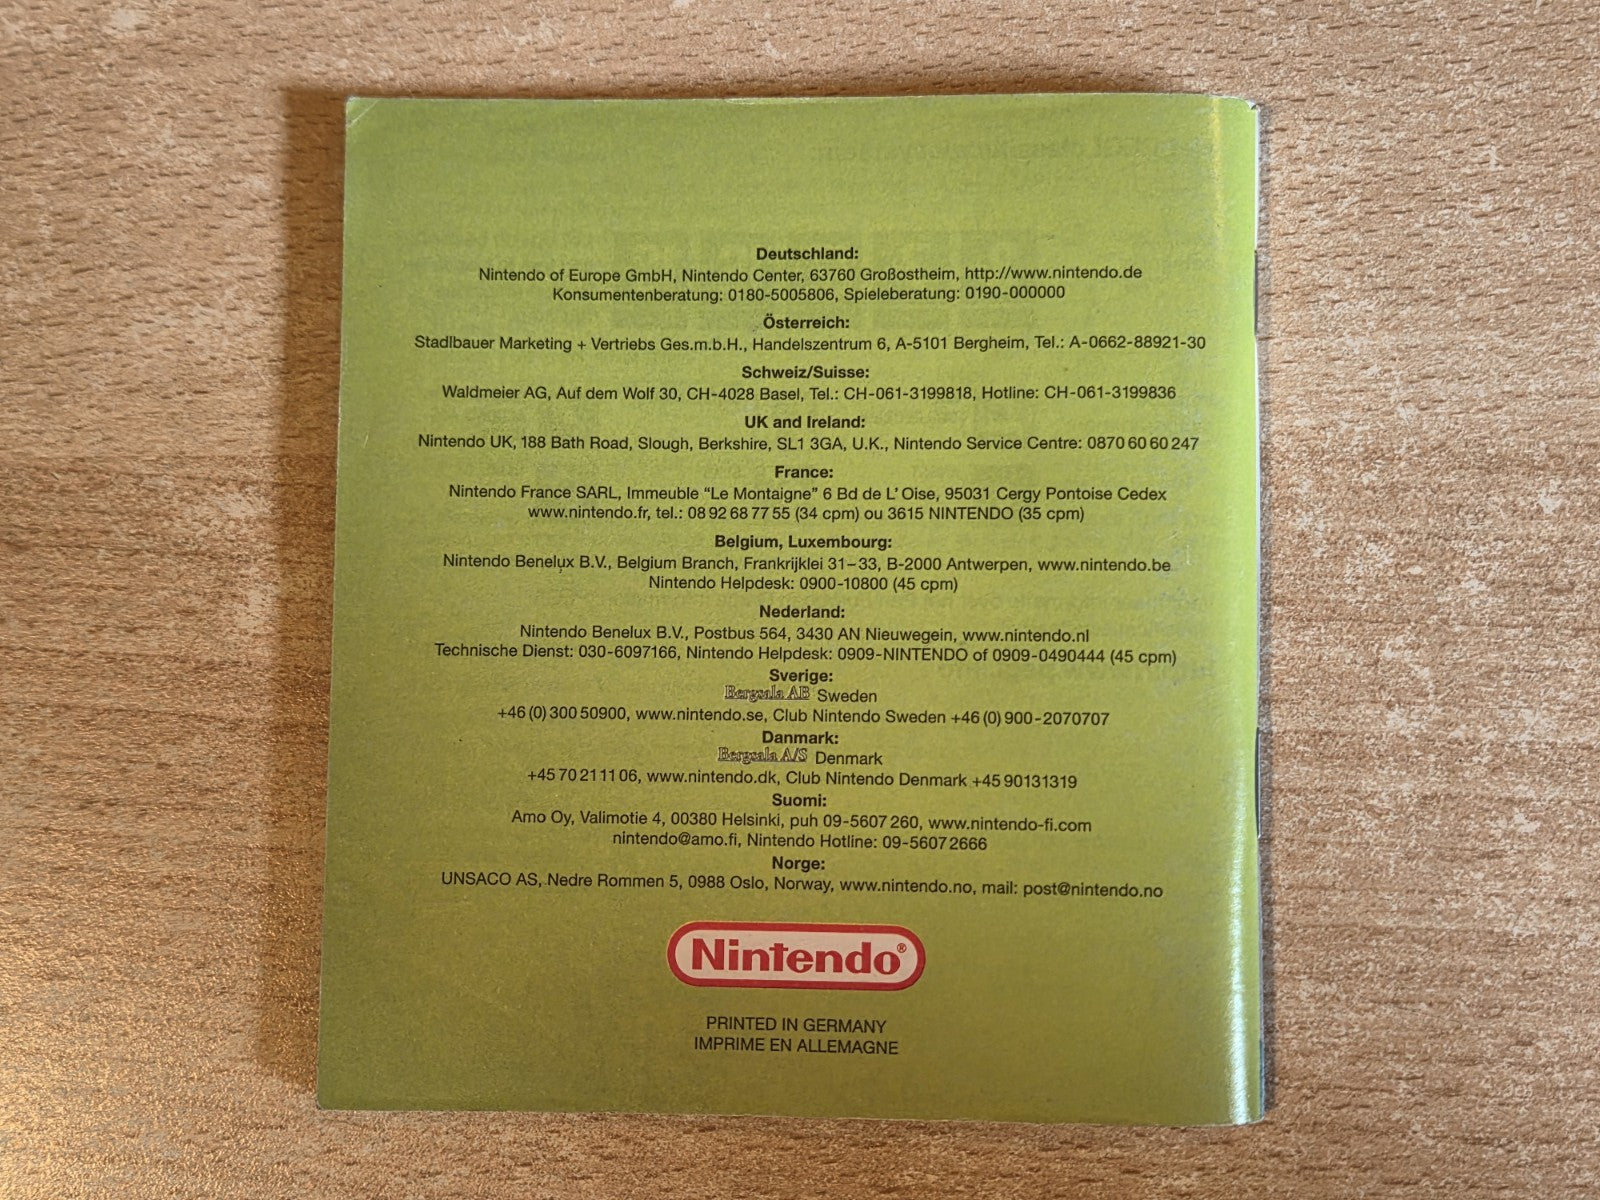 Deutschland:
Nintendo of Europe GmbH, Nintendo Center, 63760 Großostheim, http://www.nintendo.de
Konsumentenberatung: 0180-5005806, Spieleberatung: 0190-000000
Österreich:
Stadlbauer Marketing + Vertriebs Ges.m.b.H., Handelszentrum 6, A-5101 Bergheim, Tel.: A-0662-88921-30
Schweiz/Suisse:
Waldmeier AG, Auf dem Wolf 30, CH-4028 Basel, Tel.: CH-061-3199818, Hotline: CH-061-3199836
UK and Ireland:
Nintendo UK, 188 Bath Road, Slough, Berkshire, SL1 3GA, U.K., Nintendo Service Centre: 0870 60 60 247
France:
Nintendo France SARL, Immeuble “Le Montaigne” 6 Bd de L’ Oise, 95031 Cergy Pontoise Cedex
www.nintendo.fr, tel.: 08 92 68 77 55 (34 cpm) ou 3615 NINTENDO (35 cpm)
Belgium, Luxembourg:
Nintendo Benelux B.V., Belgium Branch, Frankrijklei 31–33, B-2000 Antwerpen, www.nintendo.be
Nintendo Helpdesk: 0900-10800 (45 cpm)
Nederland:
Nintendo Benelux B.V., Postbus 564, 3430 AN Nieuwegein, www.nintendo.nl
Technische Dienst: 030-6097166, Nintendo Helpdesk: 0909-NINTENDO of 0909-0490444 (45 cpm)
Sverige:
Bergsala AB Sweden
+46 (0) 300 50900, www.nintendo.se, Club Nintendo Sweden +46 (0) 900-2070707
Danmark:
Bergsala A/S Denmark
+45 70 21 11 06, www.nintendo.dk, Club Nintendo Denmark +45 90131319
Suomi:
Amo Oy, Valimotie 4, 00380 Helsinki, puh 09-5607 260, www.nintendo-fi.com
nintendo@amo.fi, Nintendo Hotline: 09-5607 2666
Norge:
UNSACO AS, Nedre Rommen 5, 0988 Oslo, Norway, www.nintendo.no, mail: post@nintendo.no
Nintendo®
PRINTED IN GERMANY
IMPRIME EN ALLEMAGNE